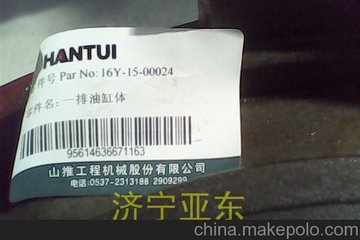 HANTUI
件号 Par No: 16Y-15-00024
零件名: 一排油缸体
95614636671163
山推工程机械股份有限公司
电话:0537-2313188 2909299
济宁亚东
china.makepolo.com